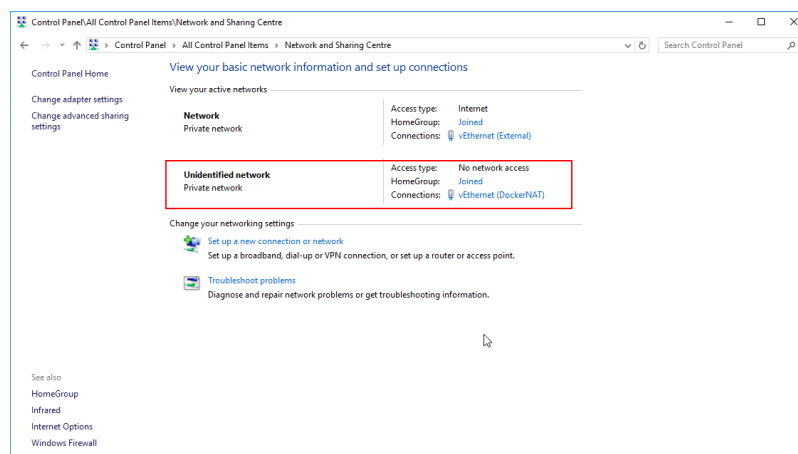 Control Panel\All Control Panel Items\Network and Sharing Centre
Control Panel > All Control Panel Items > Network and Sharing Centre
Search Control Panel
Control Panel Home
Change adapter settings
Change advanced sharing
settings
View your basic network information and set up connections
View your active networks
Network
Private network
Access type: Internet
HomeGroup: Joined
Connections: vEthernet (External)
Unidentified network
Private network
Access type: No network access
HomeGroup: Joined
Connections: vEthernet (DockerNAT)
Change your networking settings
Set up a new connection or network
Set up a broadband, dial-up or VPN connection, or set up a router or access point.
Troubleshoot problems
Diagnose and repair network problems or get troubleshooting information.
See also
HomeGroup
Infrared
Internet Options
Windows Firewall